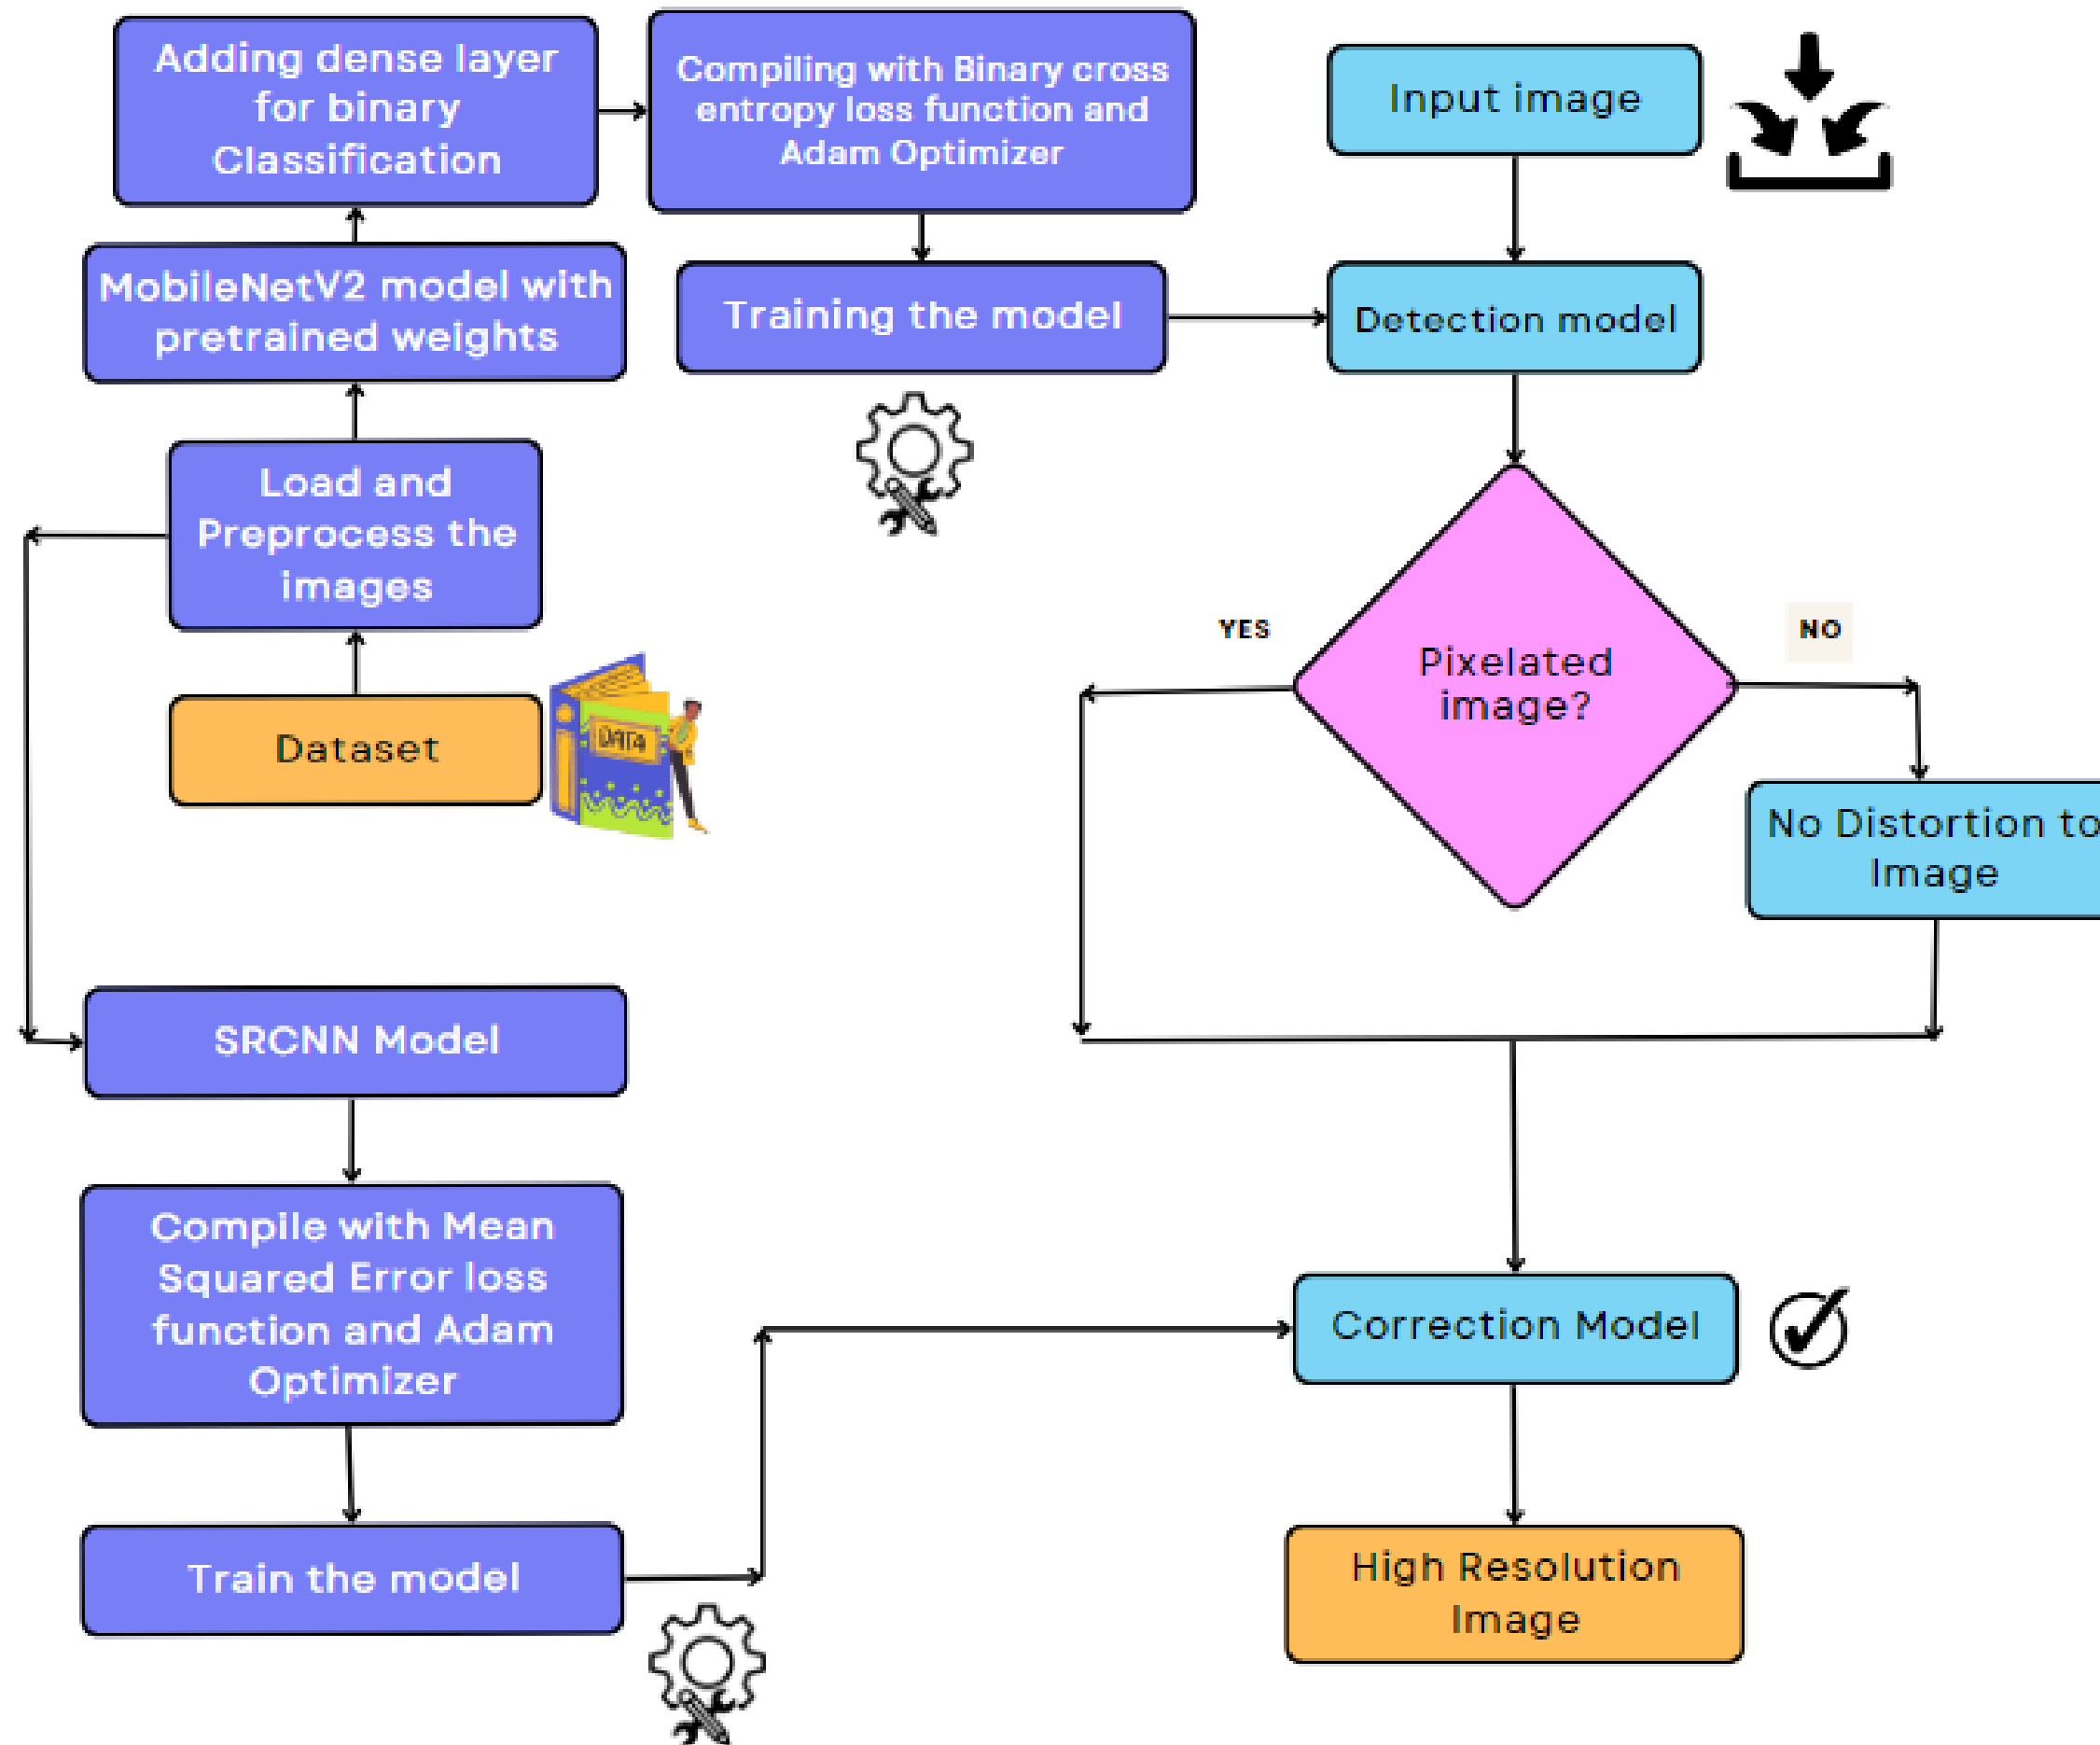 Adding dense layer
for binary
Classification
Compiling with Binary cross
entropy loss function and
Adam Optimizer
Input image
MobileNetV2 model with
pretrained weights
Training the model
Detection model
Load and
Preprocess the
images
YES
NO
Pixelated
image?
Dataset
DATA
No Distortion to
Image
SRCNN Model
Compile with Mean
Squared Error loss
function and Adam
Optimizer
Correction Model
Train the model
High Resolution
Image